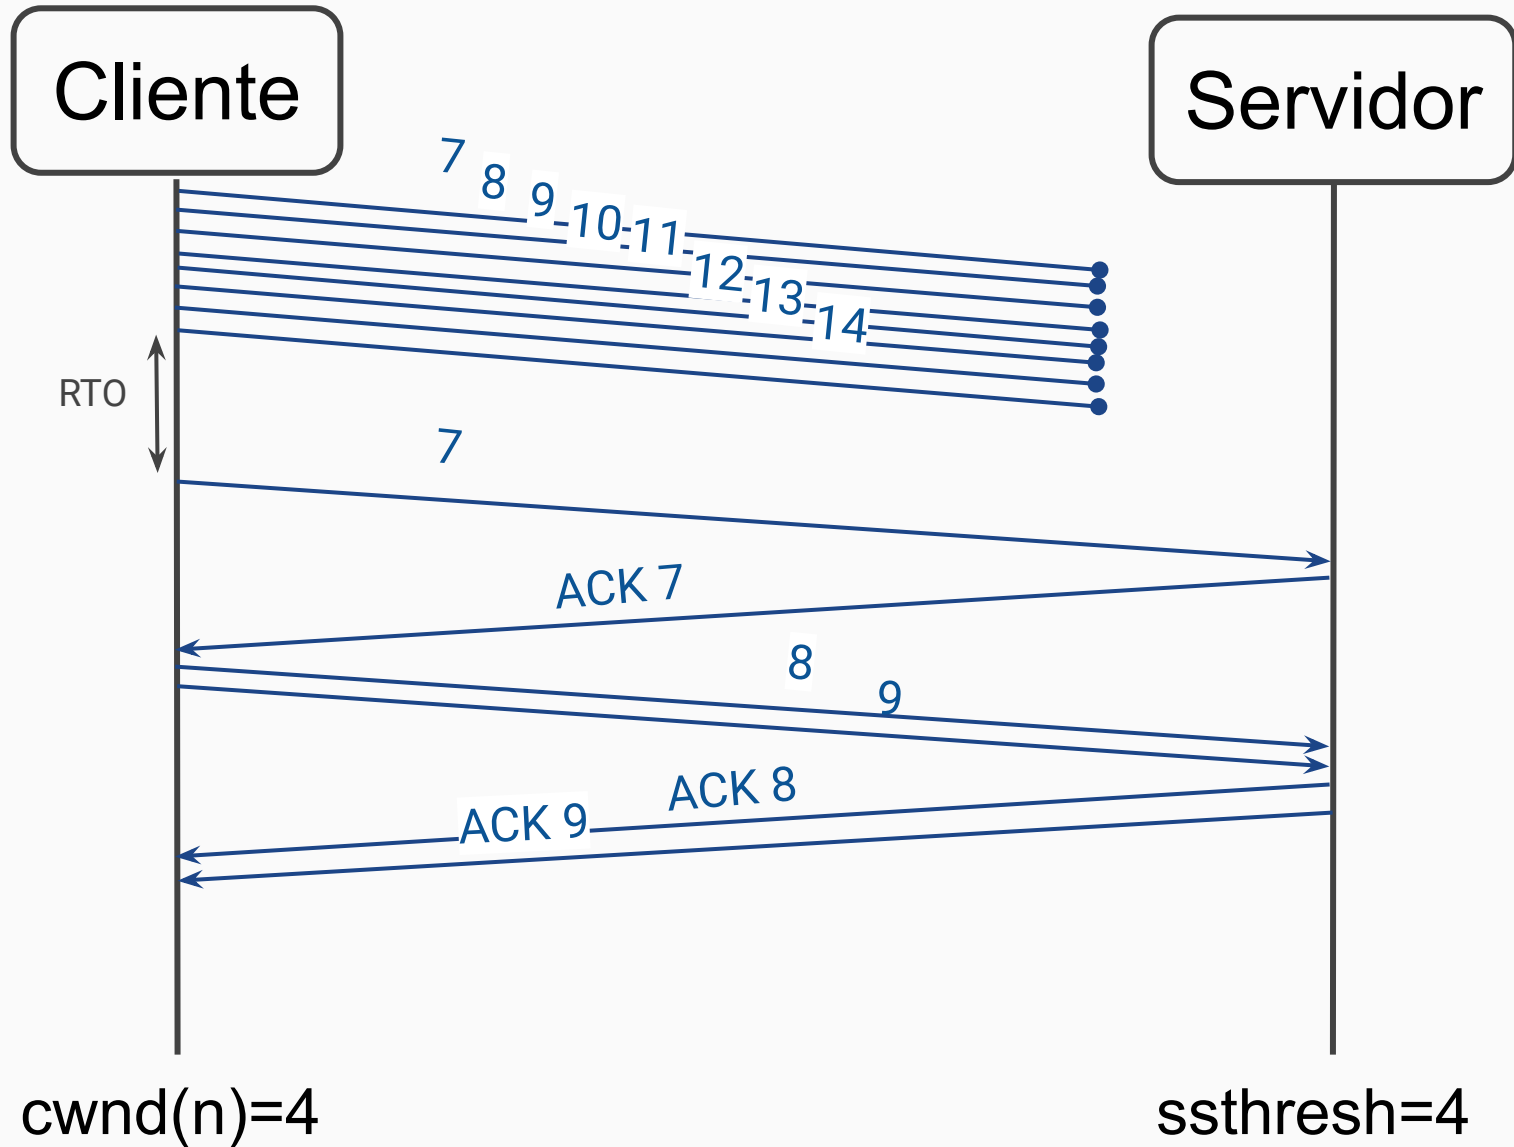 Cliente
Servidor
7
8
9
10
11
12
13
14
RTO
7
ACK 7
8
9
ACK 8
ACK 9
cwnd(n)=4
ssthresh=4